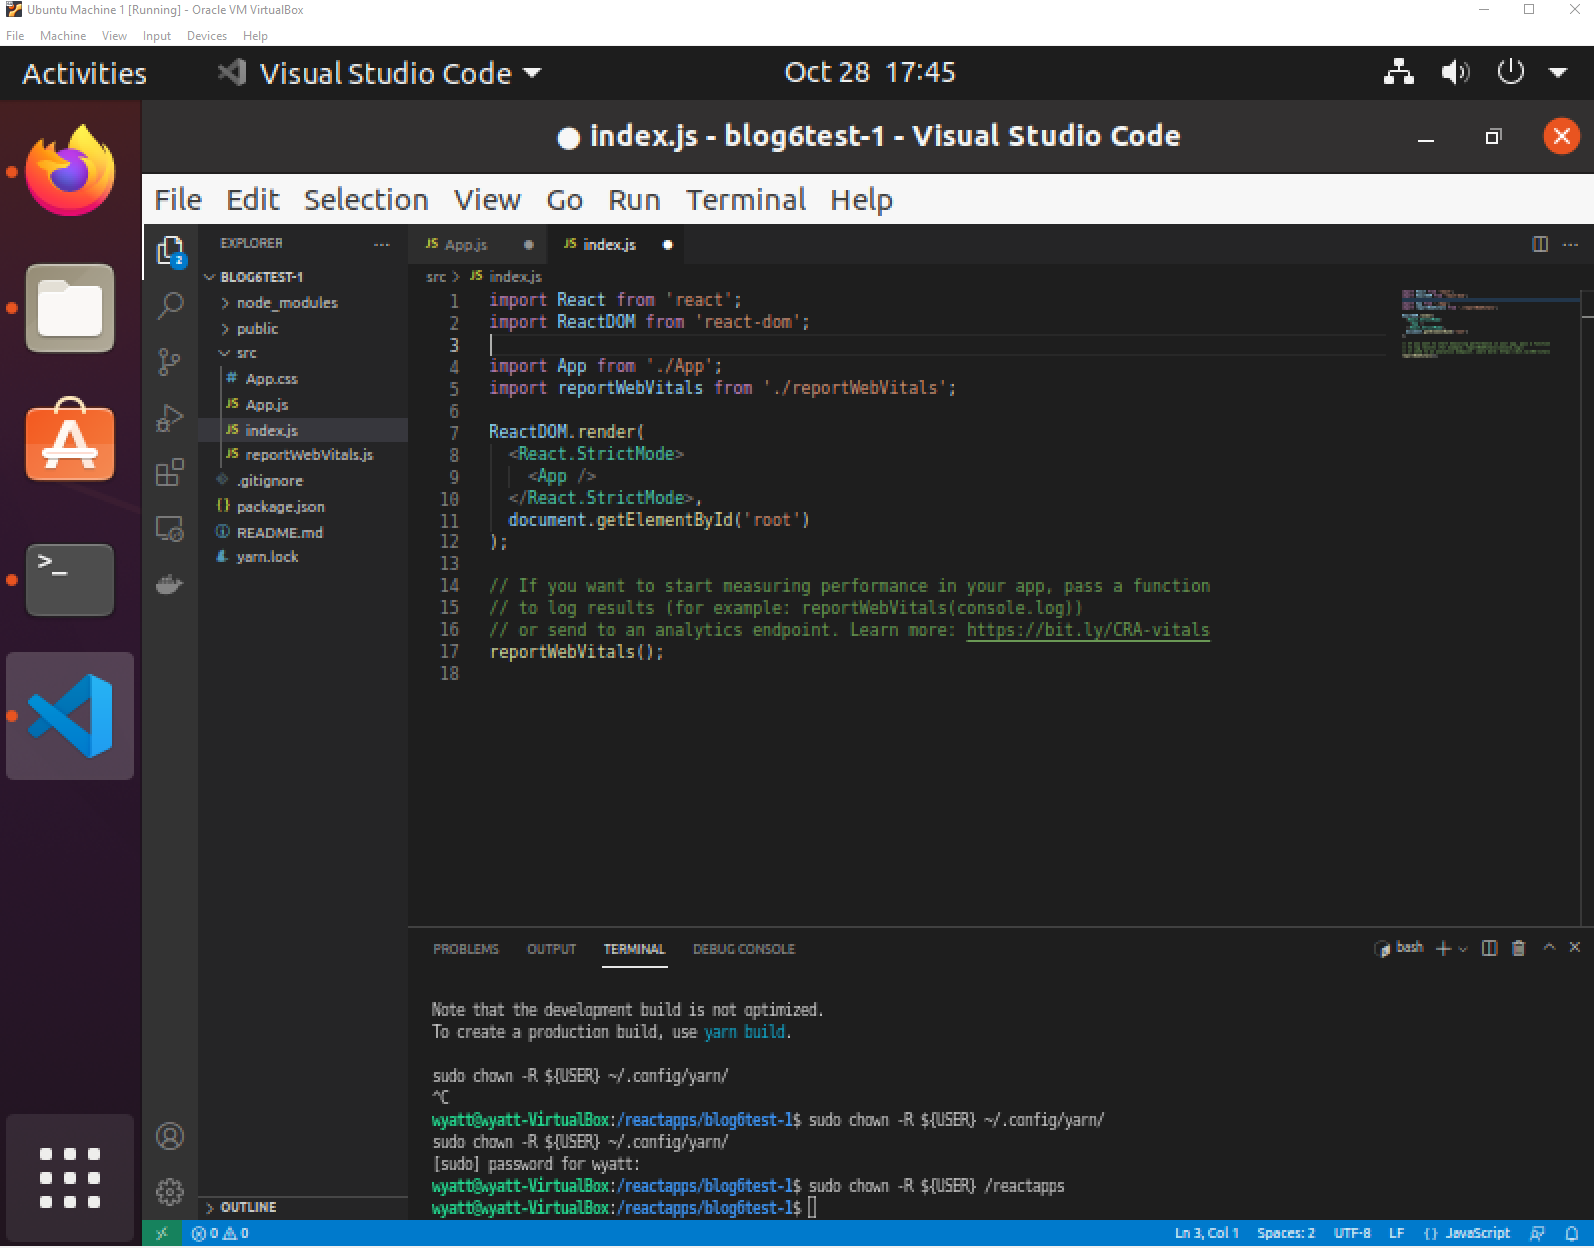 Ubuntu Machine 1 [Running] - Oracle VM VirtualBox
File Machine View Input Devices Help
Activities Visual Studio Code Oct 28 17:45
● index.js - blog6test-1 - Visual Studio Code
File Edit Selection View Go Run Terminal Help
EXPLORER ...
2
BLOG6TEST-1
node_modules
public
src
# App.css
JS App.js
JS index.js
JS reportWebVitals.js
.gitignore
{} package.json
README.md
yarn.lock
OUTLINE
JS App.js ● JS index.js ● ...
src > JS index.js
1 import React from 'react';
2 import ReactDOM from 'react-dom';
3
4 import App from './App';
5 import reportWebVitals from './reportWebVitals';
6
7 ReactDOM.render(
8 <React.StrictMode>
9 <App />
10 </React.StrictMode>,
11 document.getElementById('root')
12 );
13
14 // If you want to start measuring performance in your app, pass a function
15 // to log results (for example: reportWebVitals(console.log))
16 // or send to an analytics endpoint. Learn more: https://bit.ly/CRA-vitals
17 reportWebVitals();
18
PROBLEMS OUTPUT TERMINAL DEBUG CONSOLE bash
Note that the development build is not optimized.
To create a production build, use yarn build.
sudo chown -R ${USER} ~/.config/yarn/
^C
wyatt@wyatt-VirtualBox:/reactapps/blog6test-1$ sudo chown -R ${USER} ~/.config/yarn/
sudo chown -R ${USER} ~/.config/yarn/
[sudo] password for wyatt:
wyatt@wyatt-VirtualBox:/reactapps/blog6test-1$ sudo chown -R ${USER} /reactapps
wyatt@wyatt-VirtualBox:/reactapps/blog6test-1$
0 0 Ln 3, Col 1 Spaces: 2 UTF-8 LF {} JavaScript